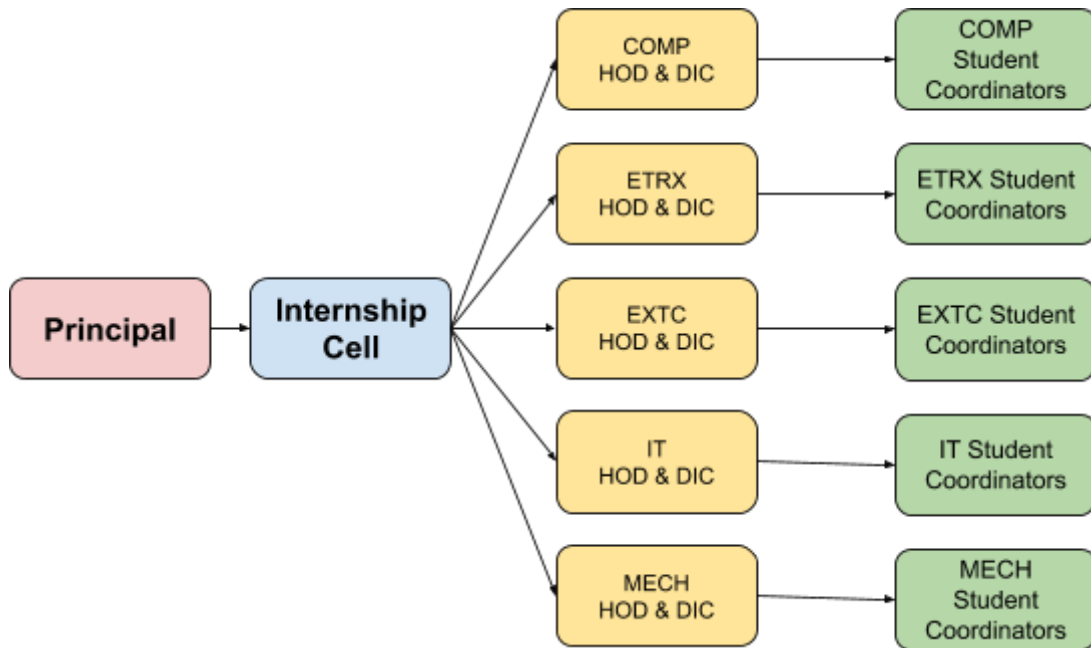 Principal
Internship
Cell
COMP
HOD & DIC
ETRX
HOD & DIC
EXTC
HOD & DIC
IT
HOD & DIC
MECH
HOD & DIC
COMP
Student
Coordinators
ETRX Student
Coordinators
EXTC Student
Coordinators
IT Student
Coordinators
MECH
Student
Coordinators